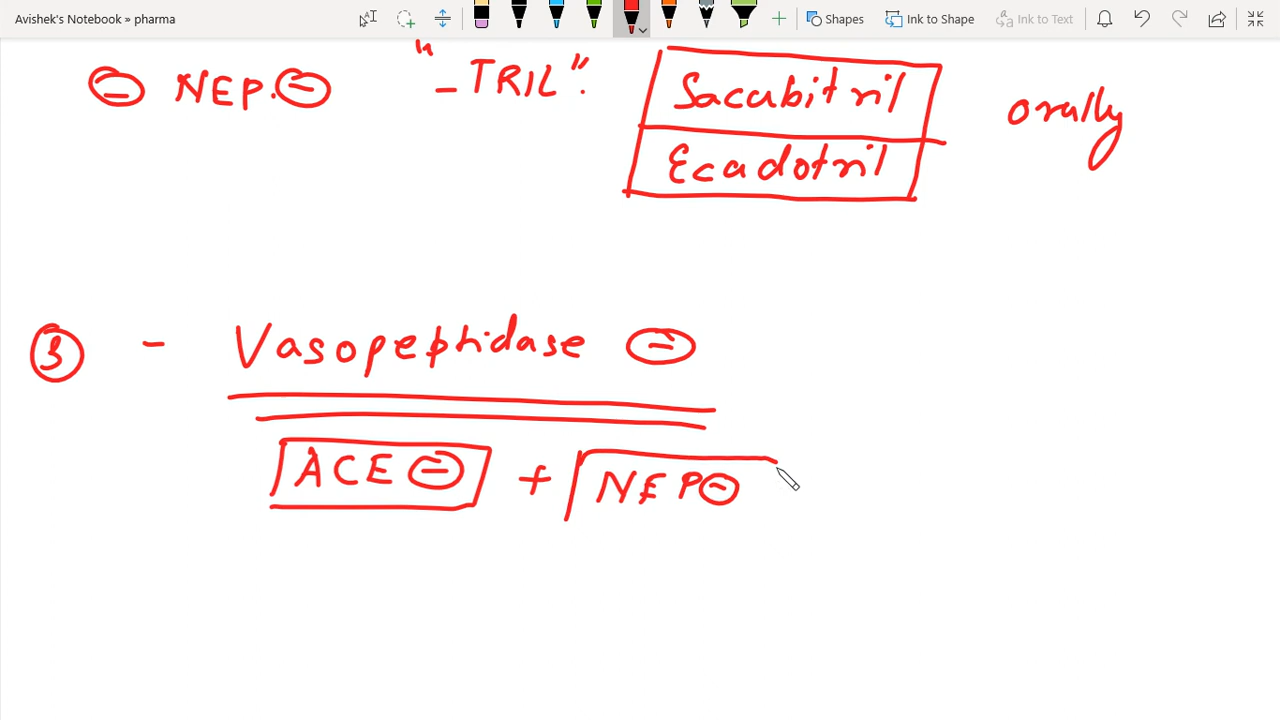 Avishek's Notebook » pharma
Shapes
Ink to Shape
Ink to Text
⊖ NEP. ⊖ "–TRIL". Sacubitril orally
Ecadotril
③ - Vasopeptidase ⊖
ACE ⊖ + NEP ⊖